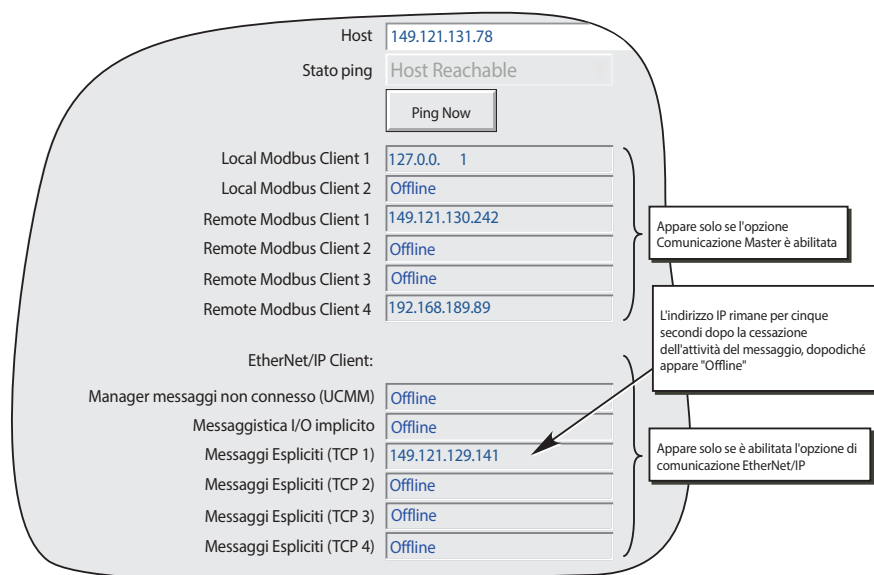 Host 149.121.131.78
Stato ping Host Reachable
Ping Now
Local Modbus Client 1 127.0.0. 1
Local Modbus Client 2 Offline
Remote Modbus Client 1 149.121.130.242
Remote Modbus Client 2 Offline
Remote Modbus Client 3 Offline
Remote Modbus Client 4 192.168.189.89
Appare solo se l'opzione
Comunicazione Master è abilitata
L'indirizzo IP rimane per cinque
secondi dopo la cessazione
dell'attività del messaggio, dopodiché
appare "Offline"
EtherNet/IP Client:
Manager messaggi non connesso (UCMM) Offline
Messaggistica I/O implicito Offline
Messaggi Espliciti (TCP 1) 149.121.129.141
Messaggi Espliciti (TCP 2) Offline
Messaggi Espliciti (TCP 3) Offline
Messaggi Espliciti (TCP 4) Offline
Appare solo se è abilitata l'opzione di
comunicazione EtherNet/IP